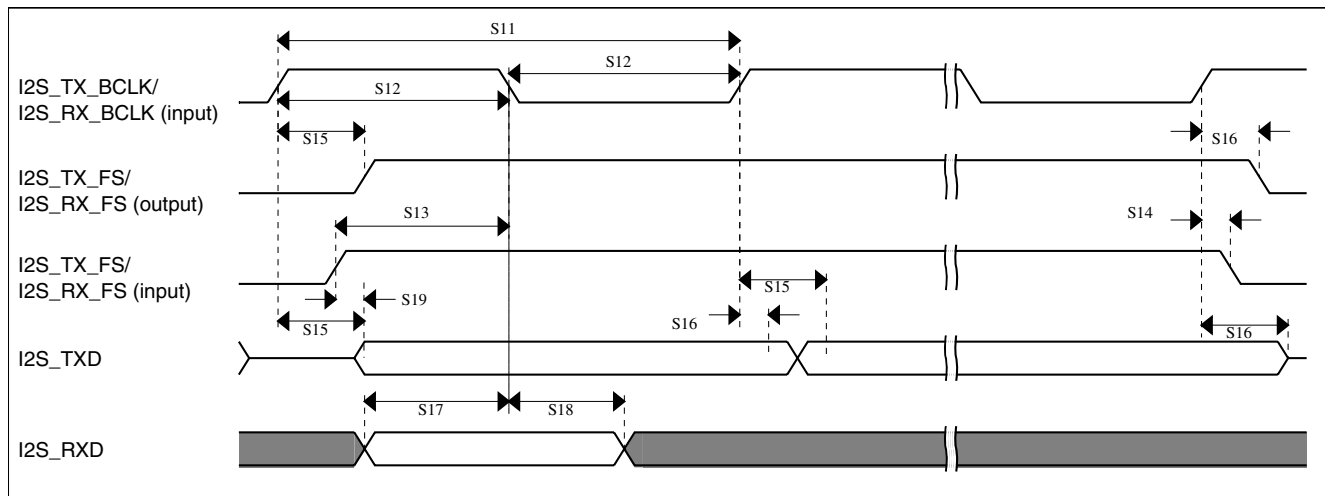 S11
I2S_TX_BCLK/
I2S_RX_BCLK (input)
S12
S12
S15
S16
I2S_TX_FS/
I2S_RX_FS (output)
S13
S14
I2S_TX_FS/
I2S_RX_FS (input)
S15
S19
S16
S15
S16
I2S_TXD
S17
S18
I2S_RXD